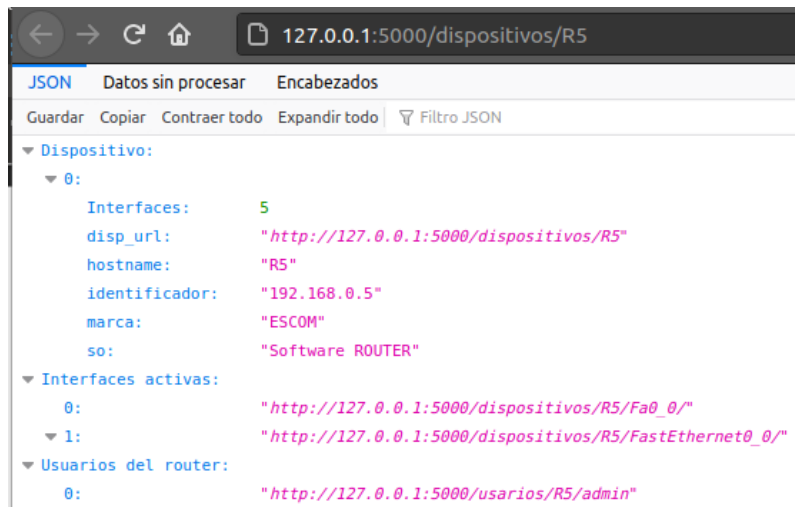 127.0.0.1:5000/dispositivos/R5
JSON Datos sin procesar Encabezados
Guardar Copiar Contraer todo Expandir todo Filtro JSON
Dispositivo:
0:
Interfaces: 5
disp_url: "http://127.0.0.1:5000/dispositivos/R5"
hostname: "R5"
identificador: "192.168.0.5"
marca: "ESCOM"
so: "Software ROUTER"
Interfaces activas:
0: "http://127.0.0.1:5000/dispositivos/R5/Fa0_0/"
1: "http://127.0.0.1:5000/dispositivos/R5/FastEthernet0_0/"
Usuarios del router:
0: "http://127.0.0.1:5000/usarios/R5/admin"